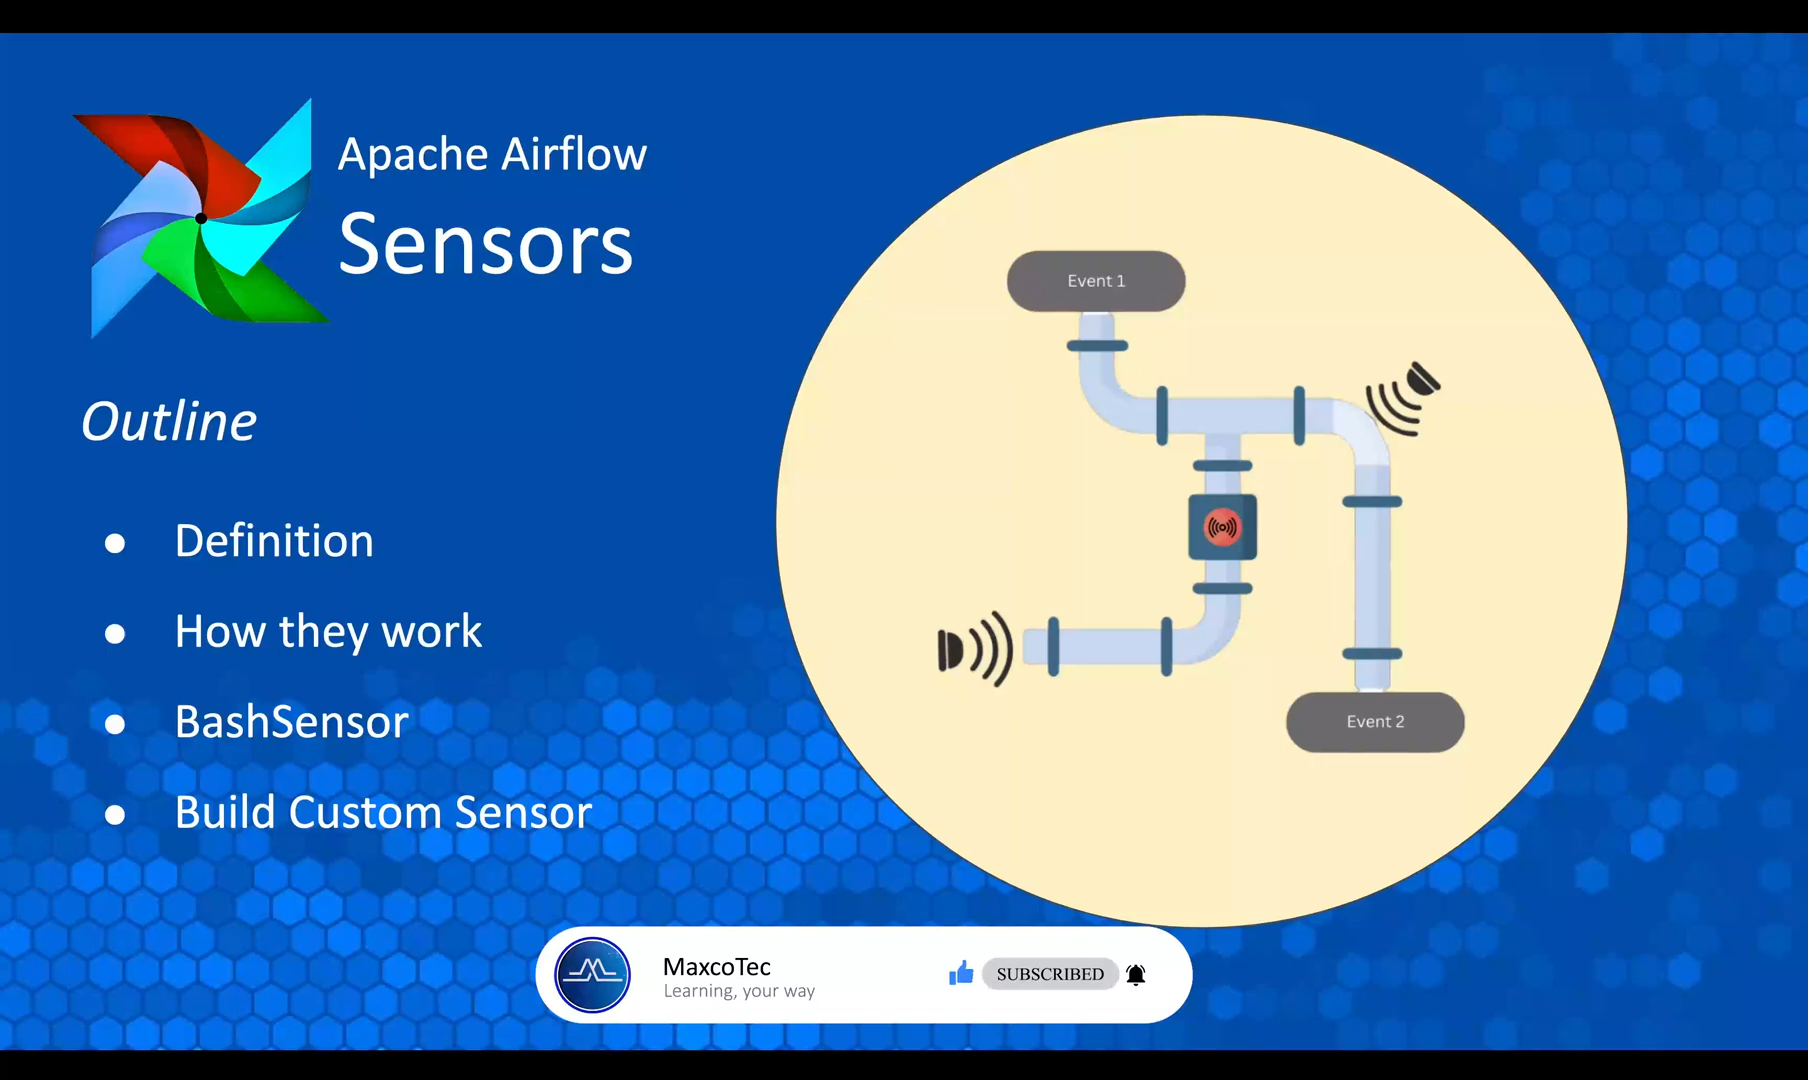 Apache Airflow
Sensors
Outline
● Definition
● How they work
● BashSensor
● Build Custom Sensor
Event 1
Event 2
MaxcoTec
Learning, your way
SUBSCRIBED